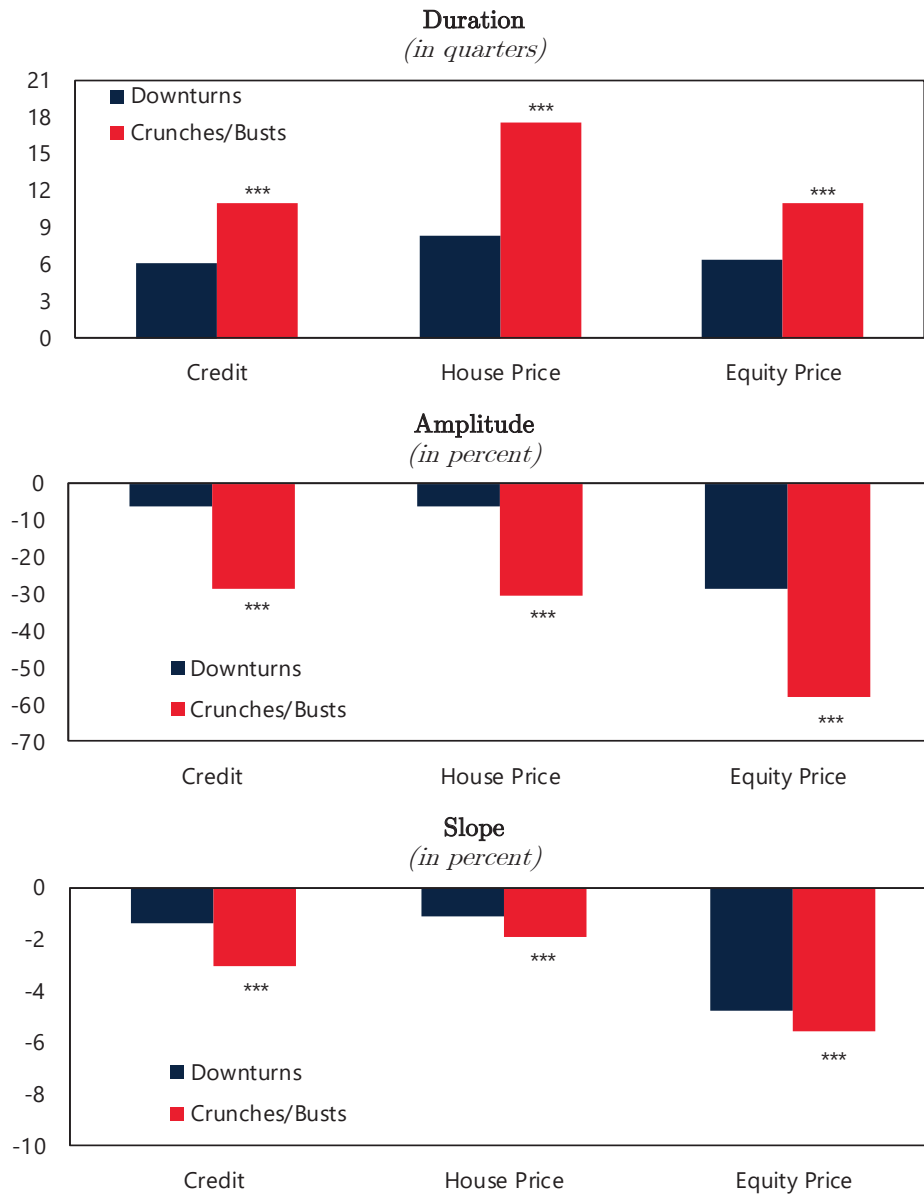 Duration
(in quarters)
21
18
15
12
9
6
3
0
Downturns
Crunches/Busts
***
***
***
Credit
House Price
Equity Price
Amplitude
(in percent)
0
-10
-20
-30
-40
-50
-60
-70
***
***
***
Downturns
Crunches/Busts
Credit
House Price
Equity Price
Slope
(in percent)
0
-2
-4
-6
-8
-10
***
***
***
Downturns
Crunches/Busts
Credit
House Price
Equity Price